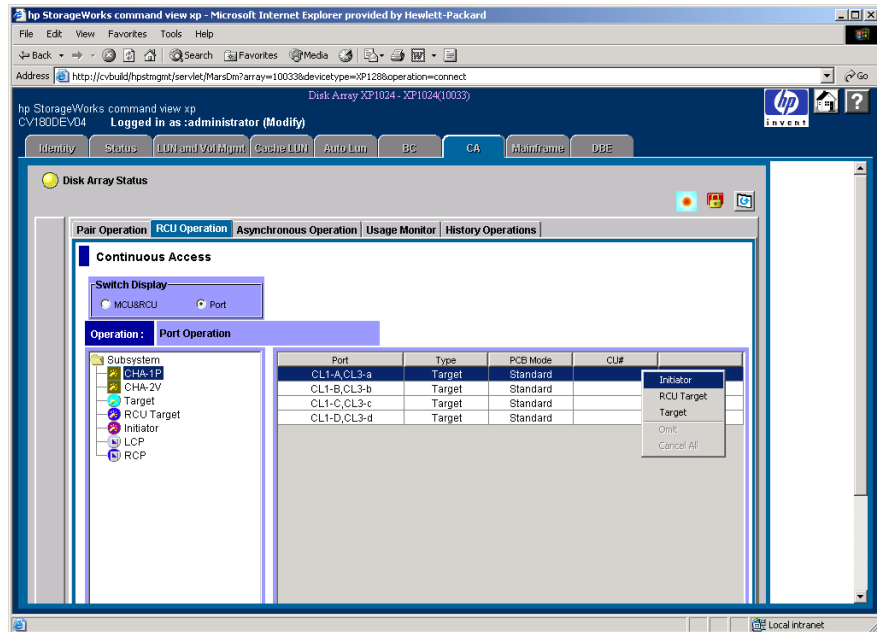 hp StorageWorks command view xp - Microsoft Internet Explorer provided by Hewlett-Packard
File Edit View Favorites Tools Help
Back Search Favorites Media
Address http://cvbuild/hpstmgmt/servlet/MarsDm?array=10033&devicetype=XP128&operation=connect Go
Disk Array XP1024 - XP1024(10033)
hp StorageWorks command view xp
CV180DEV04 Logged in as :administrator (Modify)
hp
invent
?
Identity Status LUN and Vol Mgmt Cache LUN Auto Lun BC CA Mainframe DBE
Disk Array Status
Pair Operation RCU Operation Asynchronous Operation Usage Monitor History Operations
Continuous Access
Switch Display
MCU&RCU Port
Operation : Port Operation
Subsystem
CHA-1P
CHA-2V
Target
RCU Target
Initiator
LCP
RCP
Port Type PCB Mode CU#
CL1-A,CL3-a Target Standard
CL1-B,CL3-b Target Standard
CL1-C,CL3-c Target Standard
CL1-D,CL3-d Target Standard
Initiator
RCU Target
Target
Omit
Cancel All
Local intranet